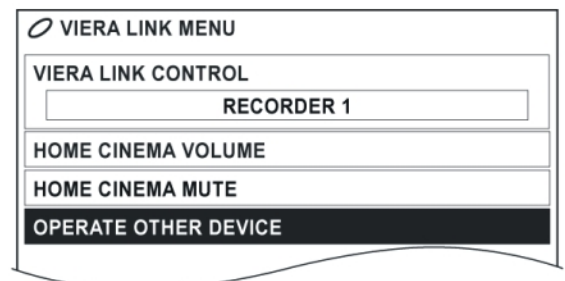 VIERA LINK MENU
VIERA LINK CONTROL
RECORDER 1
HOME CINEMA VOLUME
HOME CINEMA MUTE
OPERATE OTHER DEVICE